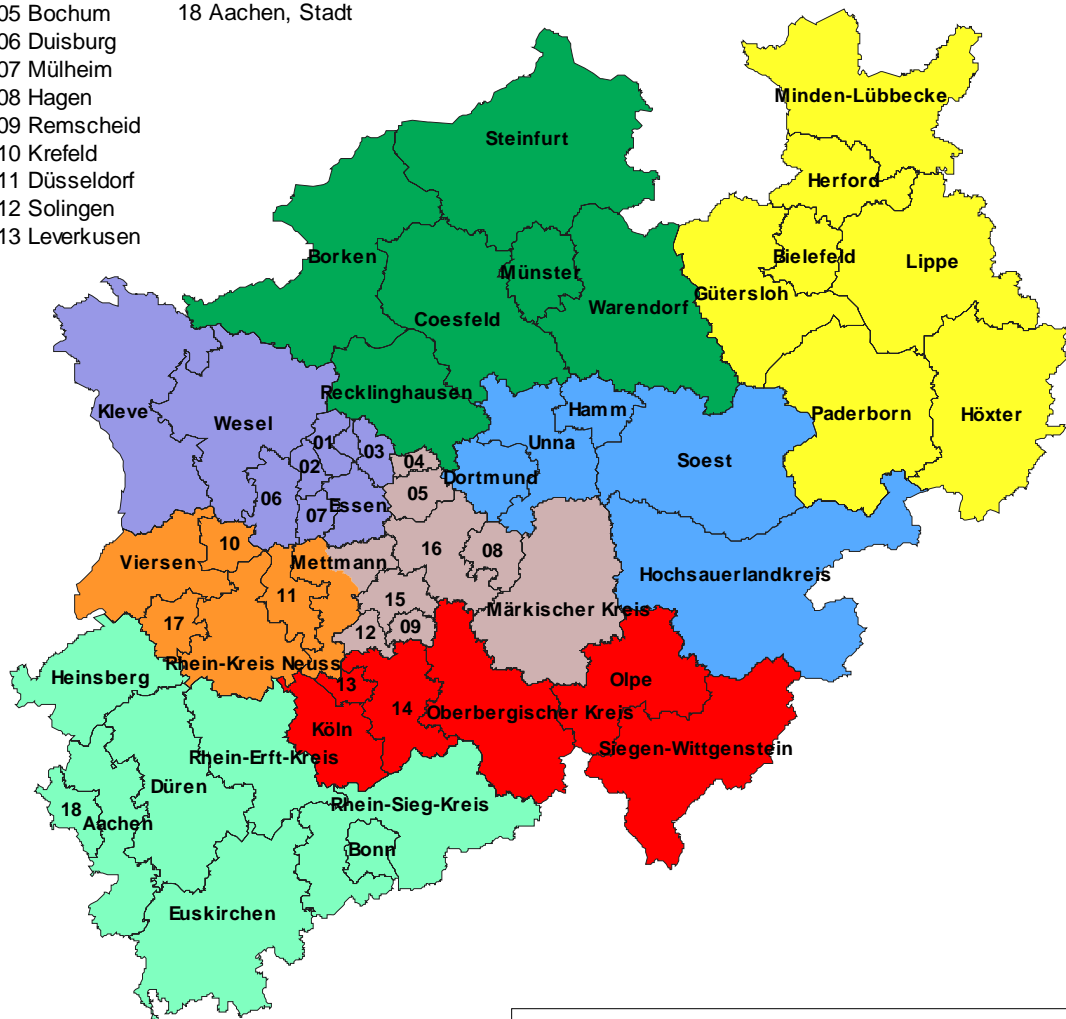 05 Bochum 18 Aachen, Stadt
06 Duisburg
07 Mülheim
08 Hagen
09 Remscheid
10 Krefeld
11 Düsseldorf
12 Solingen
13 Leverkusen
Minden-Lübbecke
Steinfurt
Herford
Borken
Münster
Bielefeld
Lippe
Gütersloh
Warendorf
Coesfeld
Recklinghausen
Kleve
Wesel
Hamm
Paderborn
Höxter
01
03
Unna
Soest
02
04
Dortmund
06
05
Essen
07
10
Viersen
Mettmann
16
08
Hochsauerlandkreis
11
15
Märkischer Kreis
17
12
09
Rhein-Kreis Neuss
Heinsberg
13
Olpe
14
Oberbergischer Kreis
Köln
Siegen-Wittgenstein
Rhein-Erft-Kreis
Düren
Rhein-Sieg-Kreis
18
Aachen
Bonn
Euskirchen